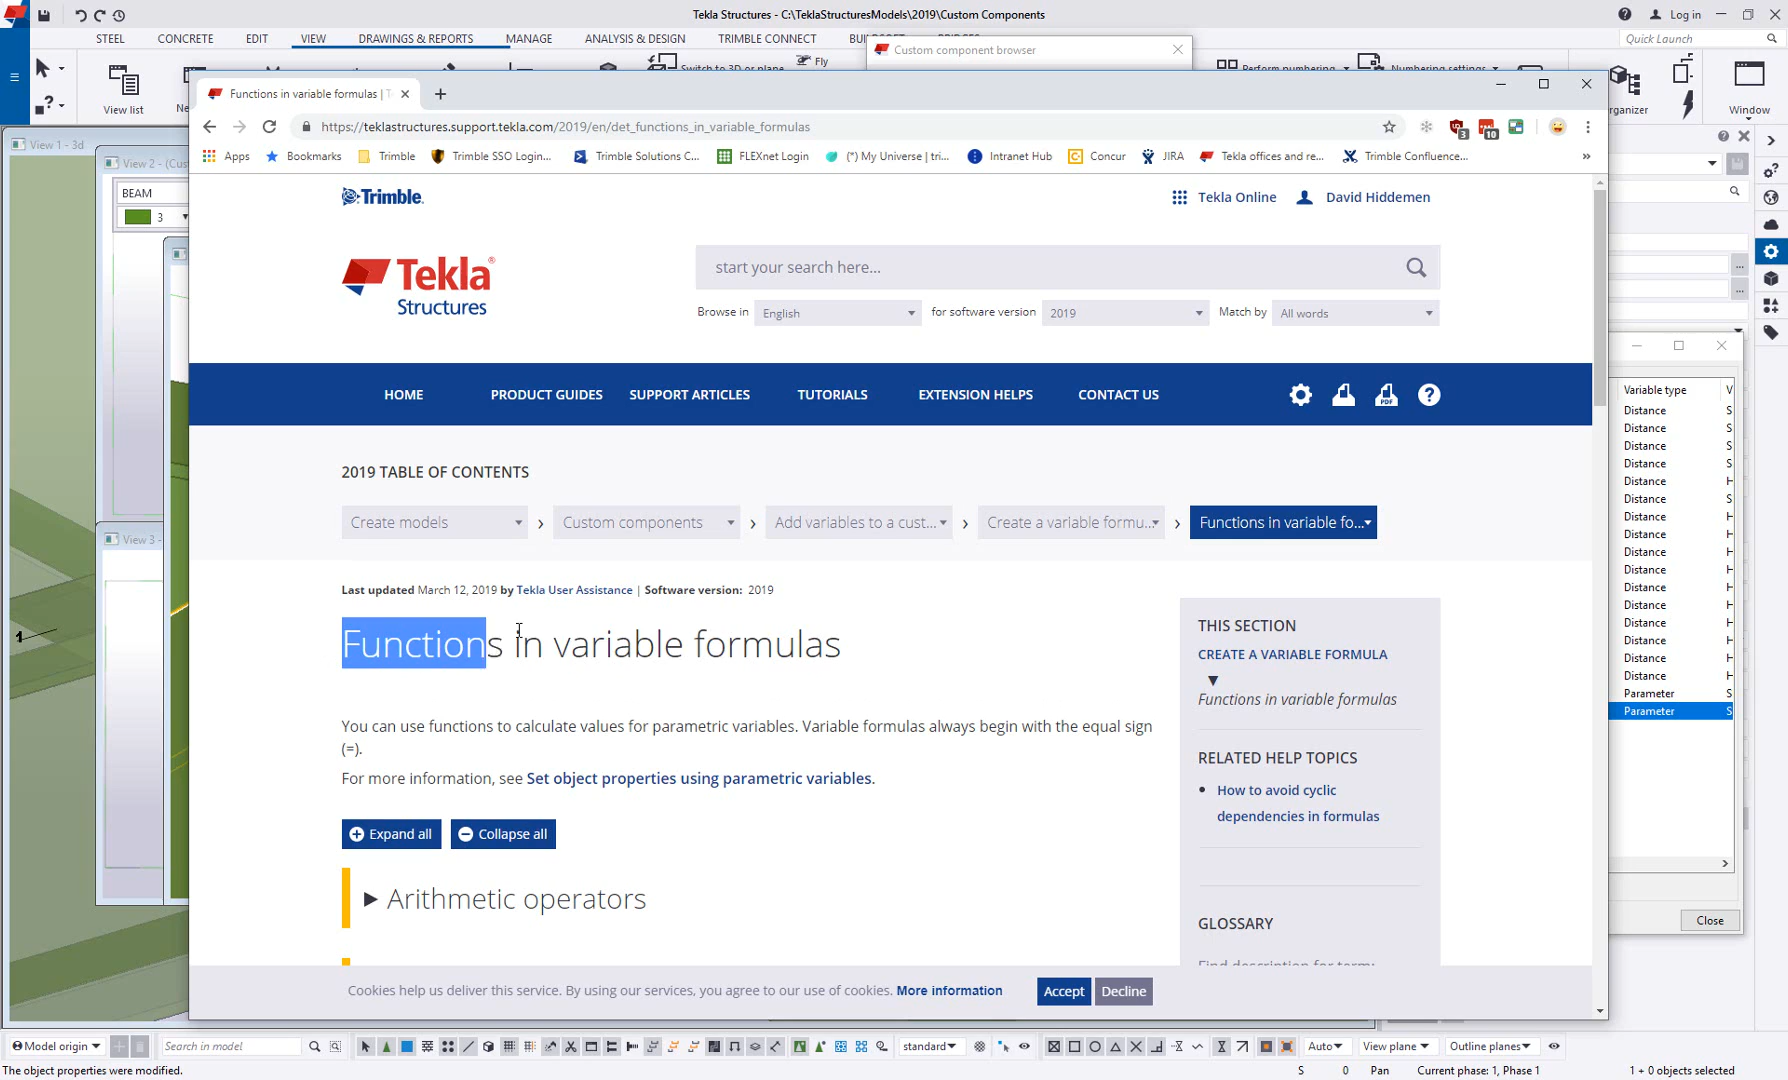 Tekla Structures - C:\TeklaStructuresModels\2019\Custom Components
Log in
STEEL CONCRETE EDIT VIEW DRAWINGS & REPORTS MANAGE ANALYSIS & DESIGN TRIMBLE CONNECT
Quick Launch
Custom component browser
View list
Fly
Window
View 1 - 3d
View 2 - (Cus
BEAM
3
View 3 -
1
Functions in variable formulas | T
https://teklastructures.support.tekla.com/2019/en/det_functions_in_variable_formulas
3
10
Apps Bookmarks Trimble Trimble SSO Login... Trimble Solutions C... FLEXnet Login (*) My Universe | tri... Intranet Hub Concur JIRA Tekla offices and re... Trimble Confluence...
Trimble.
Tekla Online David Hiddemen
Tekla®
Structures
start your search here...
Browse in English for software version 2019 Match by All words
HOME PRODUCT GUIDES SUPPORT ARTICLES TUTORIALS EXTENSION HELPS CONTACT US
PDF
2019 TABLE OF CONTENTS
Create models › Custom components › Add variables to a cust... › Create a variable formu... › Functions in variable fo...
Last updated March 12, 2019 by Tekla User Assistance | Software version: 2019
Functions in variable formulas
You can use functions to calculate values for parametric variables. Variable formulas always begin with the equal sign
(=).
For more information, see Set object properties using parametric variables.
Expand all Collapse all
Arithmetic operators
THIS SECTION
CREATE A VARIABLE FORMULA
Functions in variable formulas
RELATED HELP TOPICS
How to avoid cyclic
dependencies in formulas
GLOSSARY
Find description for term:
Cookies help us deliver this service. By using our services, you agree to our use of cookies. More information
Accept Decline
Variable type V
Distance S
Distance S
Distance S
Distance S
Distance H
Distance S
Distance H
Distance H
Distance H
Distance H
Distance H
Distance H
Distance H
Distance H
Distance H
Distance H
Parameter S
Parameter S
Close
Model origin
Search in model
standard
Auto View plane Outline planes
The object properties were modified.
S 0 Pan Current phase: 1, Phase 1 1 + 0 objects selected